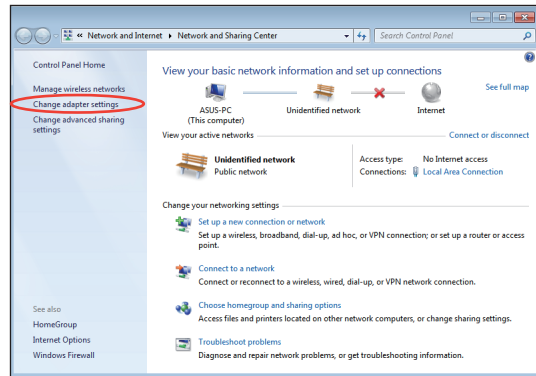 « Network and Internet ▸ Network and Sharing Center
Search Control Panel
Control Panel Home
Manage wireless networks
Change adapter settings
Change advanced sharing
settings
View your basic network information and set up connections
See full map
ASUS-PC
(This computer)
Unidentified network
Internet
View your active networks
Connect or disconnect
Unidentified network
Public network
Access type: No Internet access
Connections: Local Area Connection
Change your networking settings
Set up a new connection or network
Set up a wireless, broadband, dial-up, ad hoc, or VPN connection; or set up a router or access
point.
Connect to a network
Connect or reconnect to a wireless, wired, dial-up, or VPN network connection.
Choose homegroup and sharing options
Access files and printers located on other network computers, or change sharing settings.
Troubleshoot problems
Diagnose and repair network problems, or get troubleshooting information.
See also
HomeGroup
Internet Options
Windows Firewall